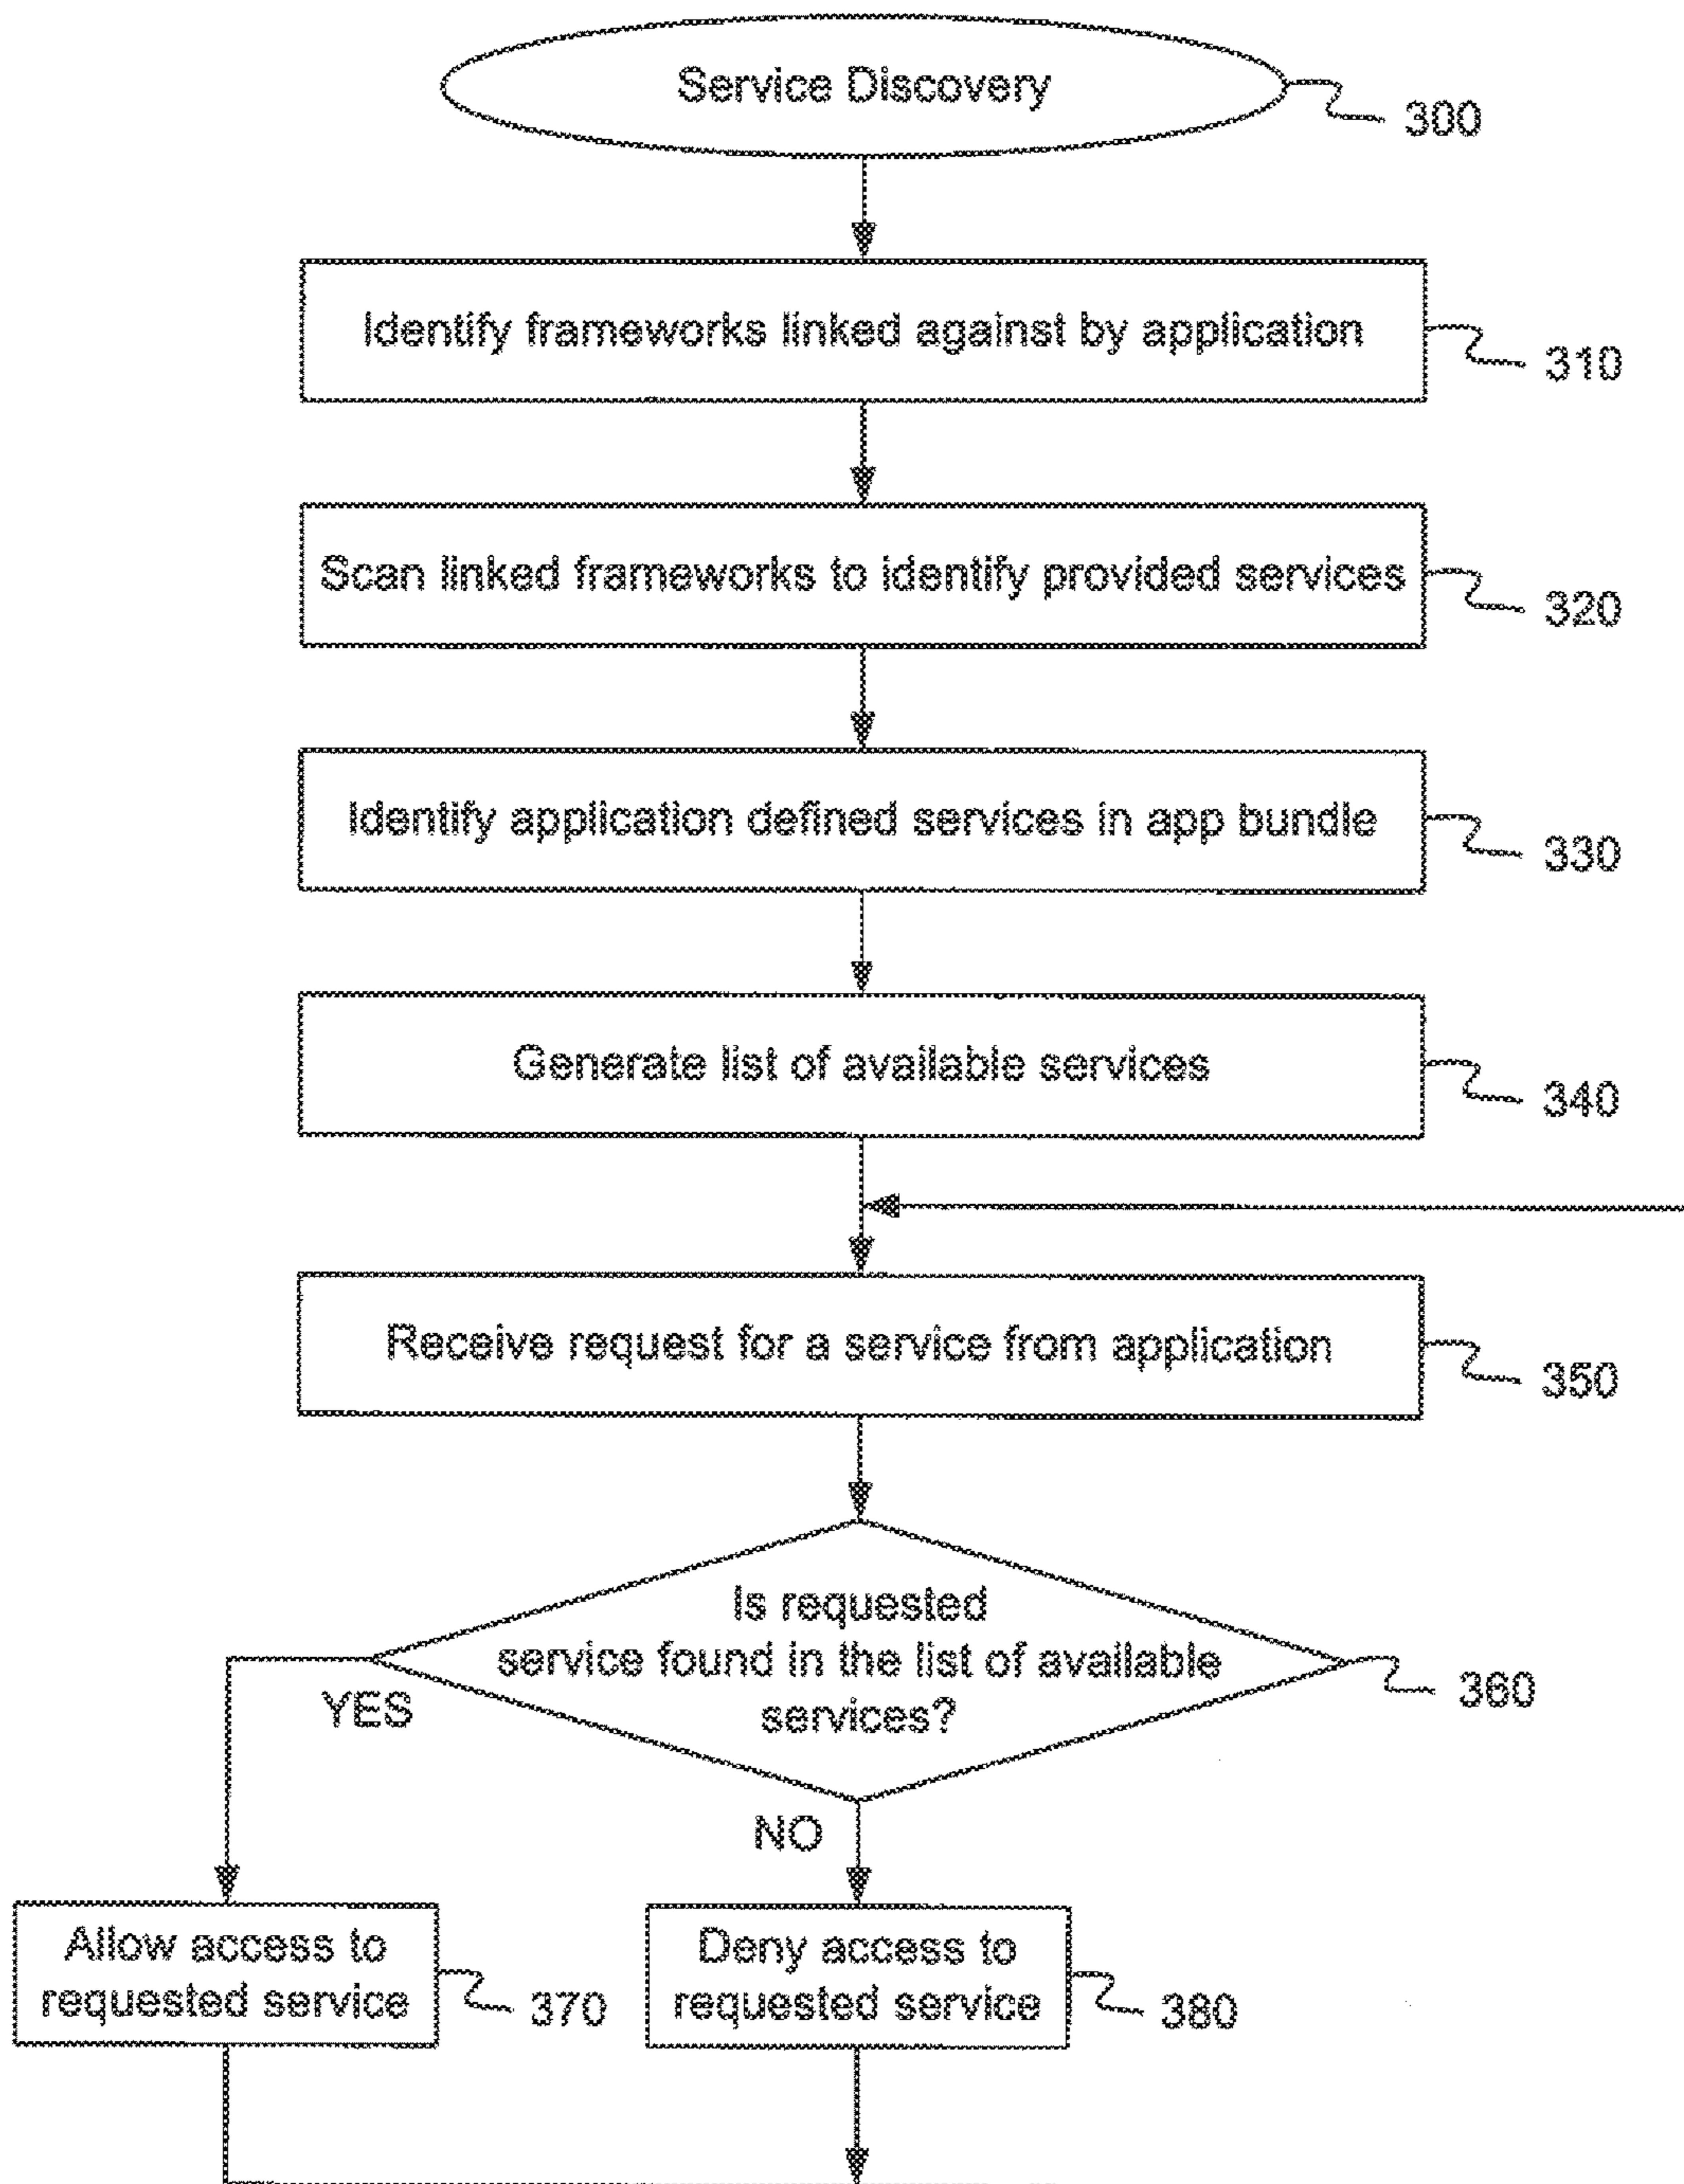 Service Discovery
300
Identify frameworks linked against by application
310
Scan linked frameworks to identify provided services
320
Identify application defined services in app bundle
330
Generate list of available services
340
Receive request for a service from application
350
Is requested
service found in the list of available
services?
360
YES
NO
Allow access to
requested service
370
Deny access to
requested service
380